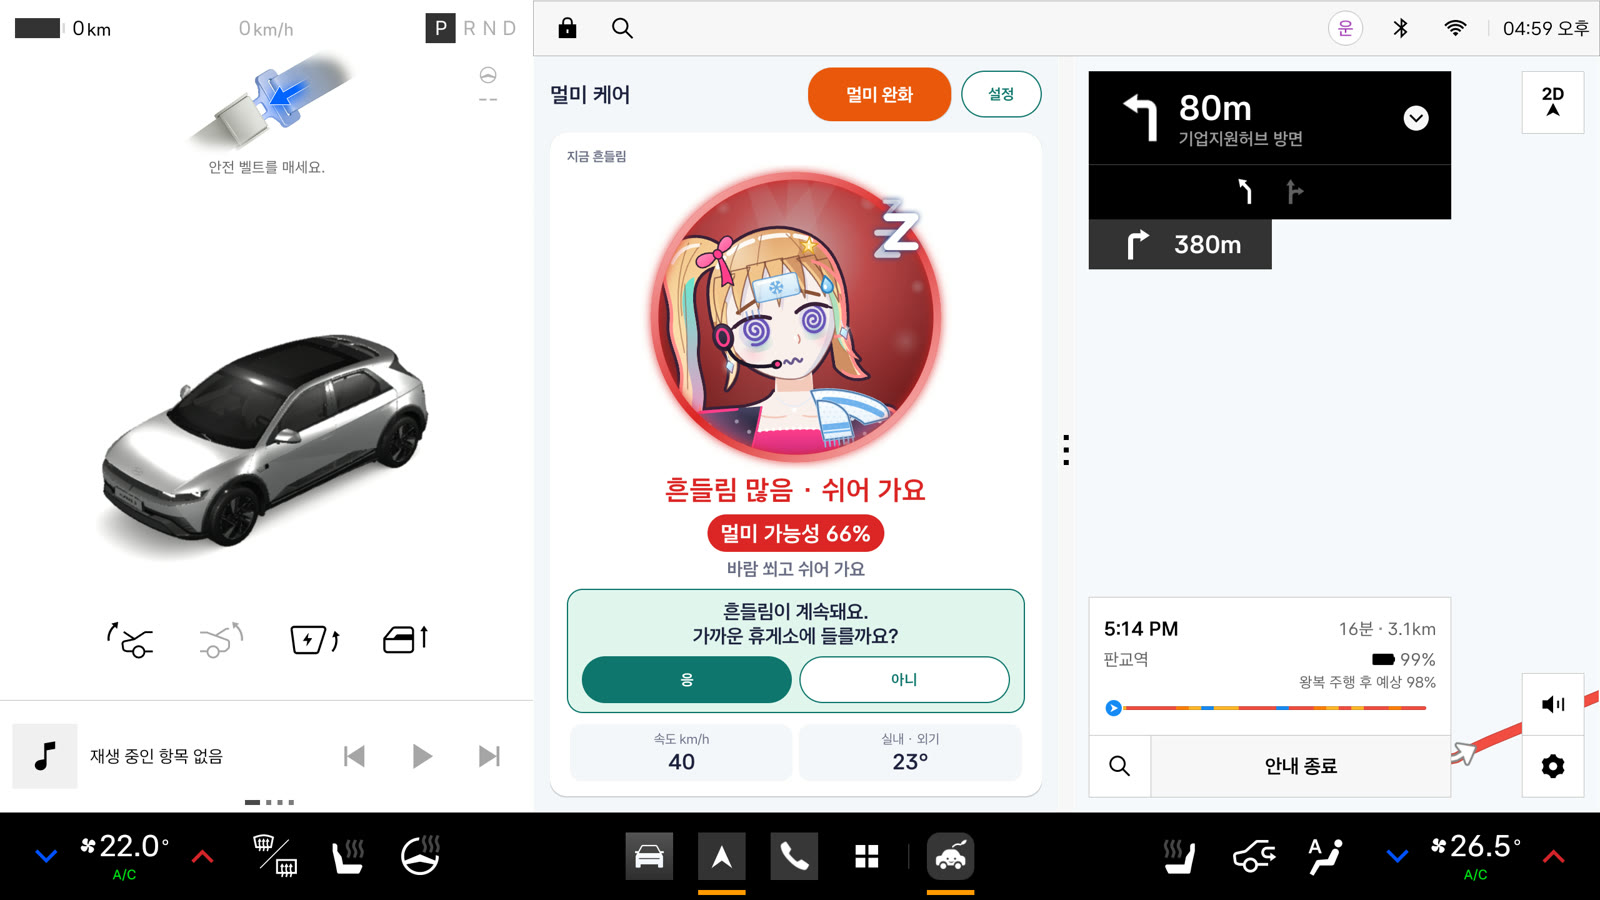 0 km
0 km/h
P R N D
안전 벨트를 매세요.
--
재생 중인 항목 없음
운
04:59 오후
멀미 케어
멀미 완화
설정
지금 흔들림
Z
흔들림 많음 · 쉬어 가요
멀미 가능성 66%
바람 쐬고 쉬어 가요
흔들림이 계속돼요.
가까운 휴게소에 들를까요?
응
아니
속도 km/h
40
실내 · 외기
23°
80m
기업지원허브 방면
380m
2D
5:14 PM
16분 · 3.1km
판교역
99%
왕복 주행 후 예상 98%
안내 종료
22.0°
A/C
A
26.5°
A/C